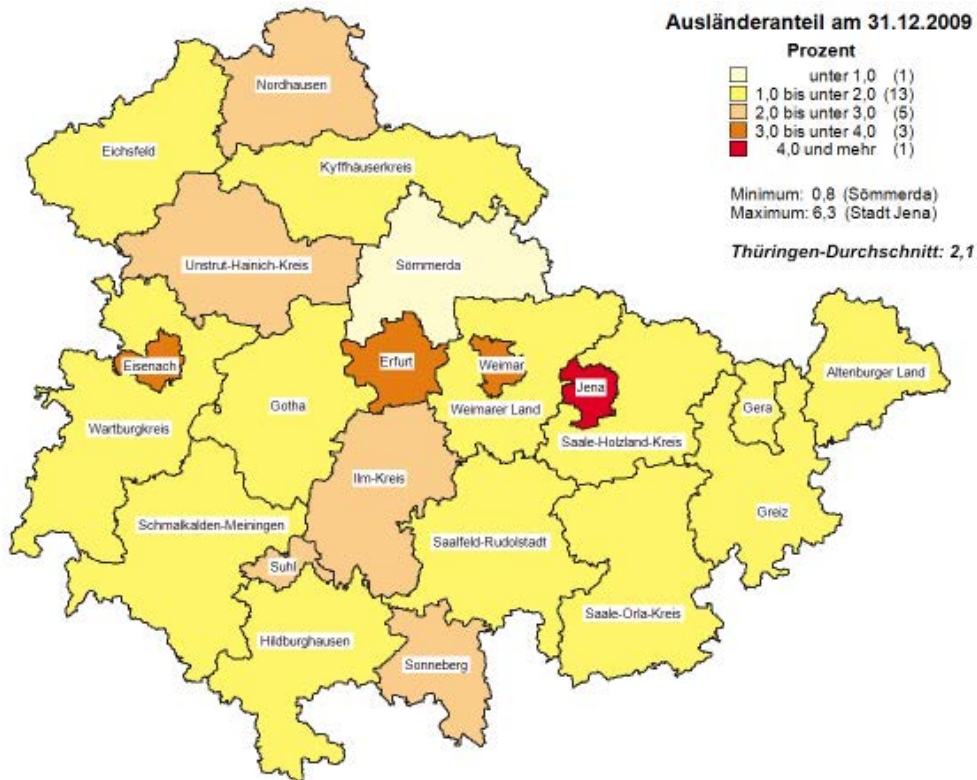 Ausländeranteil am 31.12.2009
Prozent
unter 1,0 (1)
1,0 bis unter 2,0 (13)
2,0 bis unter 3,0 (5)
3,0 bis unter 4,0 (3)
4,0 und mehr (1)
Minimum: 0,8 (Sömmerda)
Maximum: 6,3 (Stadt Jena)
Thüringen-Durchschnitt: 2,1
Nordhausen
Eichsfeld
Kyffhäuserkreis
Unstrut-Hainich-Kreis
Sömmerda
Eisenach
Erfurt
Weimar
Jena
Altenburger Land
Gotha
Weimarer Land
Gera
Wartburgkreis
Saale-Holzland-Kreis
Ilm-Kreis
Greiz
Schmalkalden-Meiningen
Saalfeld-Rudolstadt
Suhl
Saale-Orla-Kreis
Hildburghausen
Sonneberg